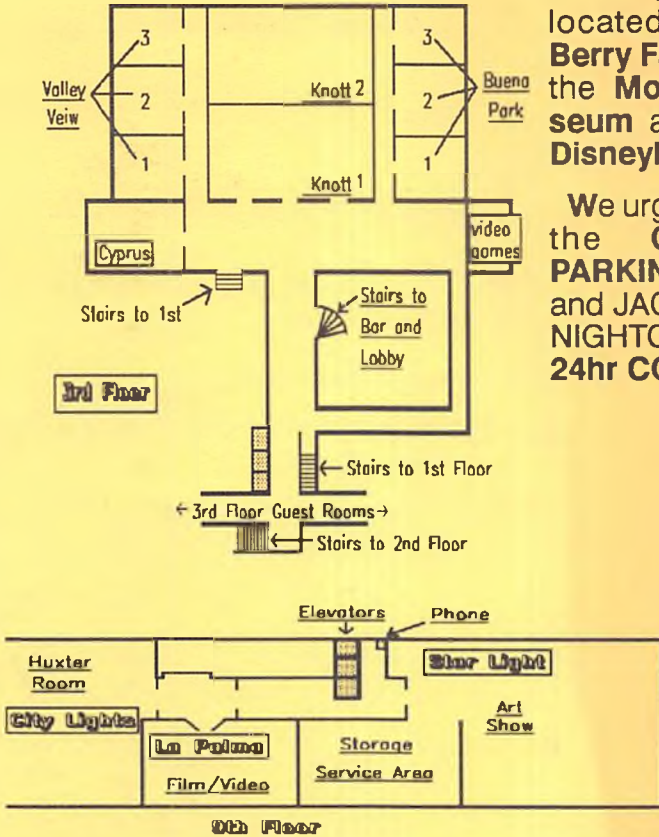 3
2
1
Valley
Veiw
Knott 2
Knott 1
3
2
1
Buena
Park
Cyprus
video
games
Stairs to 1st
Stairs to
Bar and
Lobby
3rd Floor
← Stairs to 1st Floor
← 3rd Floor Guest Rooms →
← Stairs to 2nd Floor
located
Berry Fa
the Mo
seum a
Disneyl
We urg
the C
PARKIN
and JAC
NIGHTC
24hr CO
Elevators
Phone
Huxter
Room
Star Light
City Lights
La Palma
Film/Video
Storage
Service Area
Art
Show
9th Floor